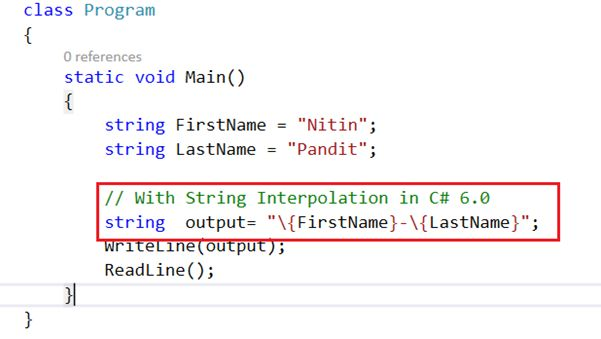 class Program
{
0 references
static void Main()
{
string FirstName = "Nitin";
string LastName = "Pandit";
// With String Interpolation in C# 6.0
string  output= "\{FirstName}-\{LastName}";
WriteLine(output);
ReadLine();
}
}